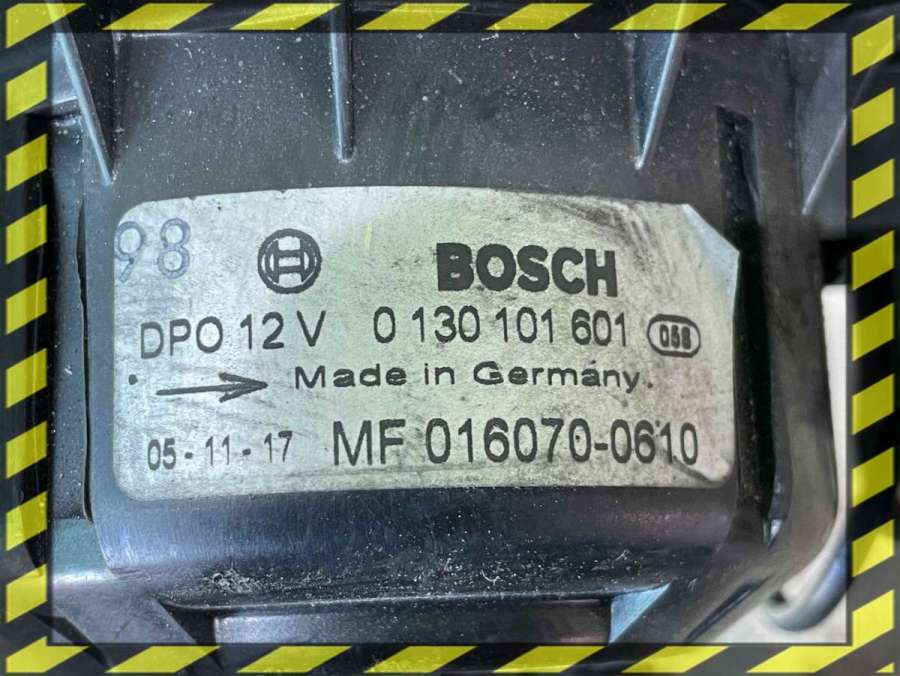 98
BOSCH
DPO 12 V 0 130 101 601 058
Made in Germany.
05-11-17 MF 016070-0610